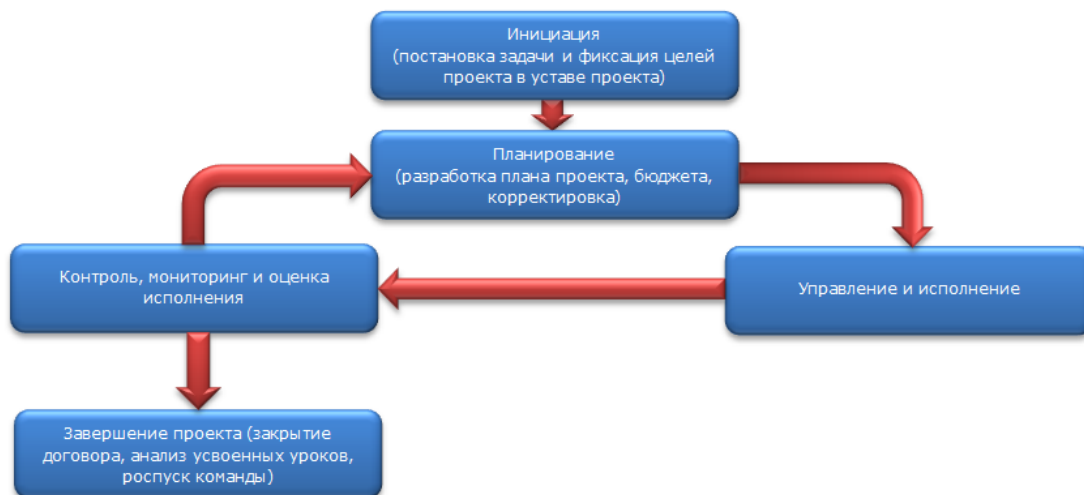 Инициация
(постановка задачи и фиксация целей
проекта в уставе проекта)
Планирование
(разработка плана проекта, бюджета,
корректировка)
Контроль, мониторинг и оценка
исполнения
Управление и исполнение
Завершение проекта (закрытие
договора, анализ усвоенных уроков,
роспуск команды)